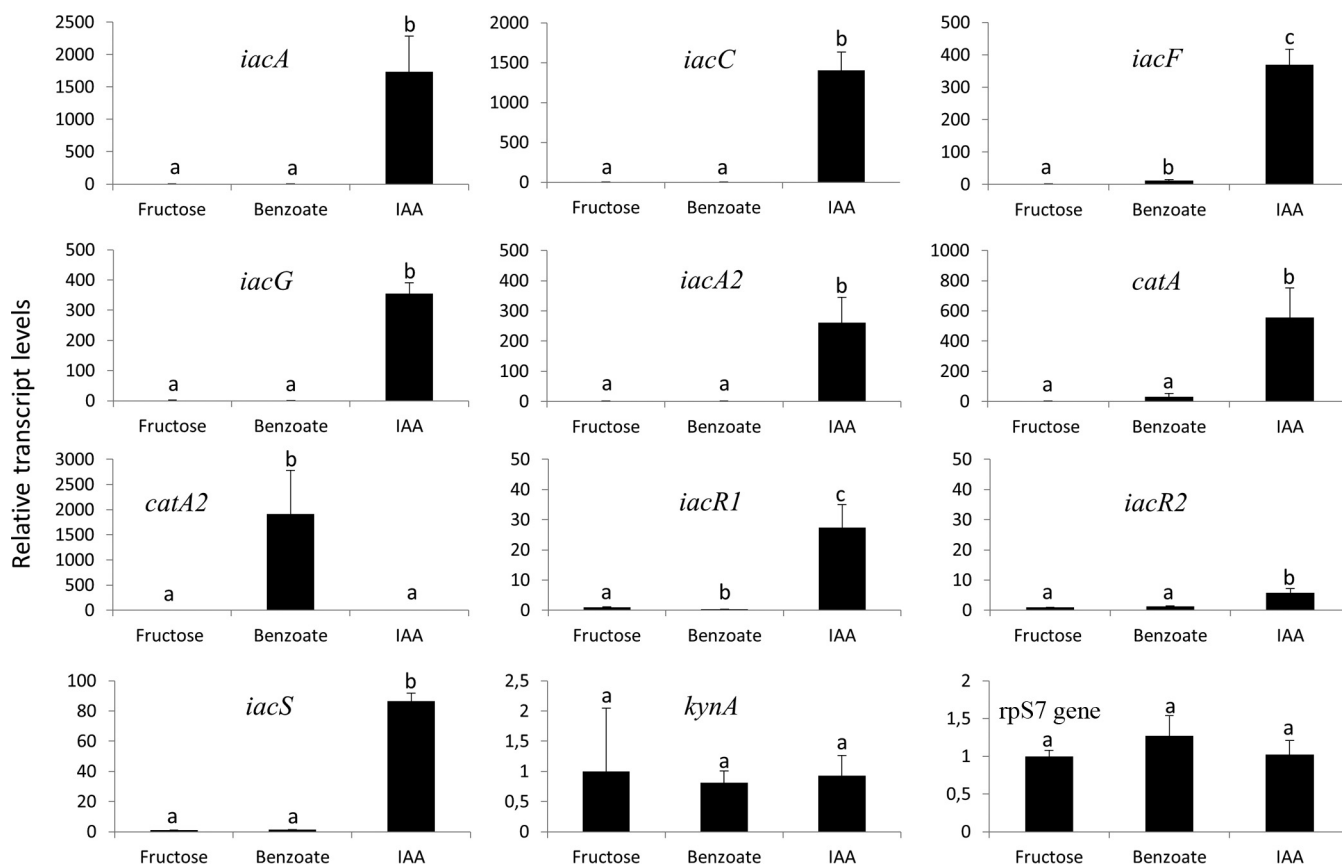 Relative transcript levels
2500
2000
1500
1000
500
0
iacA
a
a
b
Fructose Benzoate IAA
2000
1500
1000
500
0
iacC
a
a
b
Fructose Benzoate IAA
500
400
300
200
100
0
iacF
a
b
c
Fructose Benzoate IAA
500
400
300
200
100
0
iacG
a
a
b
Fructose Benzoate IAA
500
400
300
200
100
0
iacA2
a
a
b
Fructose Benzoate IAA
1000
800
600
400
200
0
catA
a
a
b
Fructose Benzoate IAA
3000
2500
2000
1500
1000
500
0
catA2
a
b
a
Fructose Benzoate IAA
50
40
30
20
10
0
iacR1
a
b
c
Fructose Benzoate IAA
50
40
30
20
10
0
iacR2
a
a
b
Fructose Benzoate IAA
100
80
60
40
20
0
iacS
a
a
b
Fructose Benzoate IAA
2,5
2
1,5
1
0,5
0
kynA
a
a
a
Fructose Benzoate IAA
2
1,5
1
0,5
0
rpS7 gene
a
a
a
Fructose Benzoate IAA